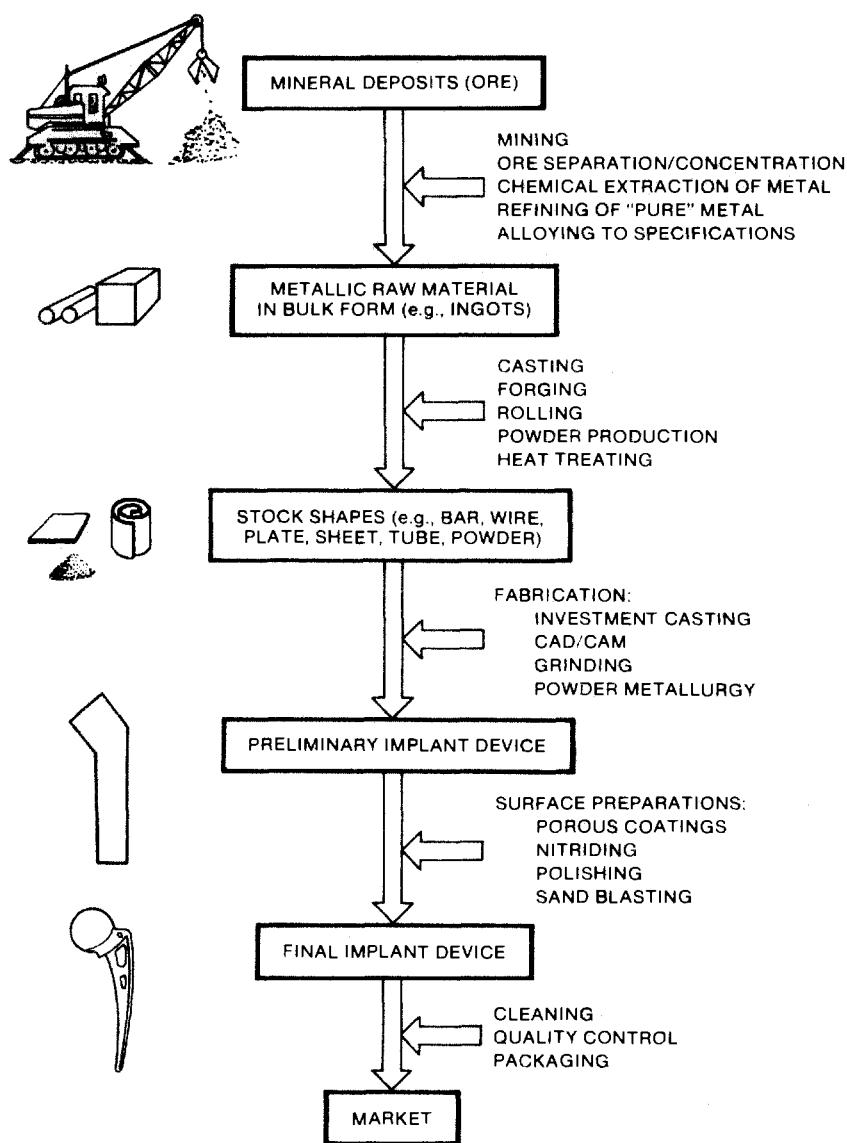 MINERAL DEPOSITS (ORE)
MINING
ORE SEPARATION/CONCENTRATION
CHEMICAL EXTRACTION OF METAL
REFINING OF "PURE" METAL
ALLOYING TO SPECIFICATIONS
METALLIC RAW MATERIAL
IN BULK FORM (e.g., INGOTS)
CASTING
FORGING
ROLLING
POWDER PRODUCTION
HEAT TREATING
STOCK SHAPES (e.g., BAR, WIRE,
PLATE, SHEET, TUBE, POWDER)
FABRICATION:
INVESTMENT CASTING
CAD/CAM
GRINDING
POWDER METALLURGY
PRELIMINARY IMPLANT DEVICE
SURFACE PREPARATIONS:
POROUS COATINGS
NITRIDING
POLISHING
SAND BLASTING
FINAL IMPLANT DEVICE
CLEANING
QUALITY CONTROL
PACKAGING
MARKET